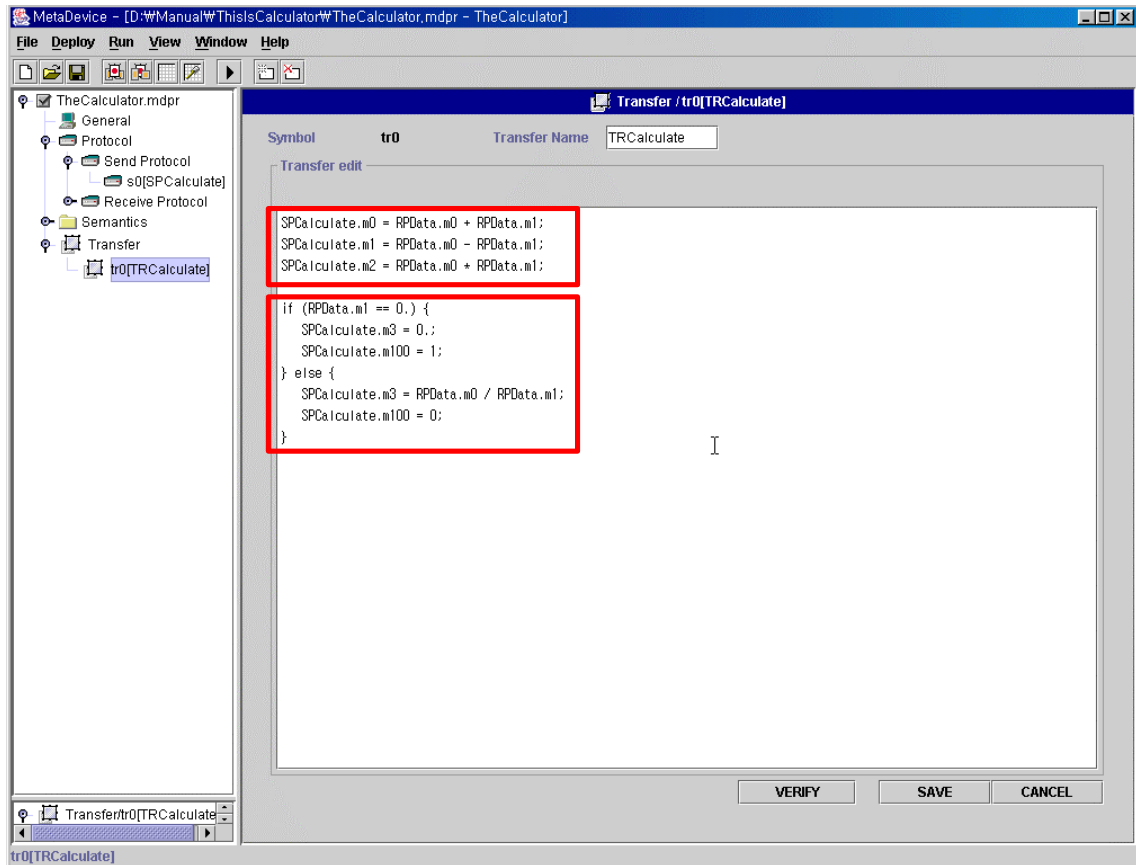 MetaDevice - [D:\Manual\ThisIsCalculator\TheCalculator.mdpr - TheCalculator]
File Deploy Run View Window Help
TheCalculator.mdpr
General
Protocol
Send Protocol
s0[SPCalculate]
Receive Protocol
Semantics
Transfer
tr0[TRCalculate]
Transfer/tr0[TRCalculate
tr0[TRCalculate]
Transfer / tr0[TRCalculate]
Symbol tr0 Transfer Name TRCalculate
Transfer edit
SPCalculate.m0 = RPData.m0 + RPData.m1;
SPCalculate.m1 = RPData.m0 - RPData.m1;
SPCalculate.m2 = RPData.m0 * RPData.m1;
if (RPData.m1 == 0.) {
SPCalculate.m3 = 0.;
SPCalculate.m100 = 1;
} else {
SPCalculate.m3 = RPData.m0 / RPData.m1;
SPCalculate.m100 = 0;
}
VERIFY SAVE CANCEL